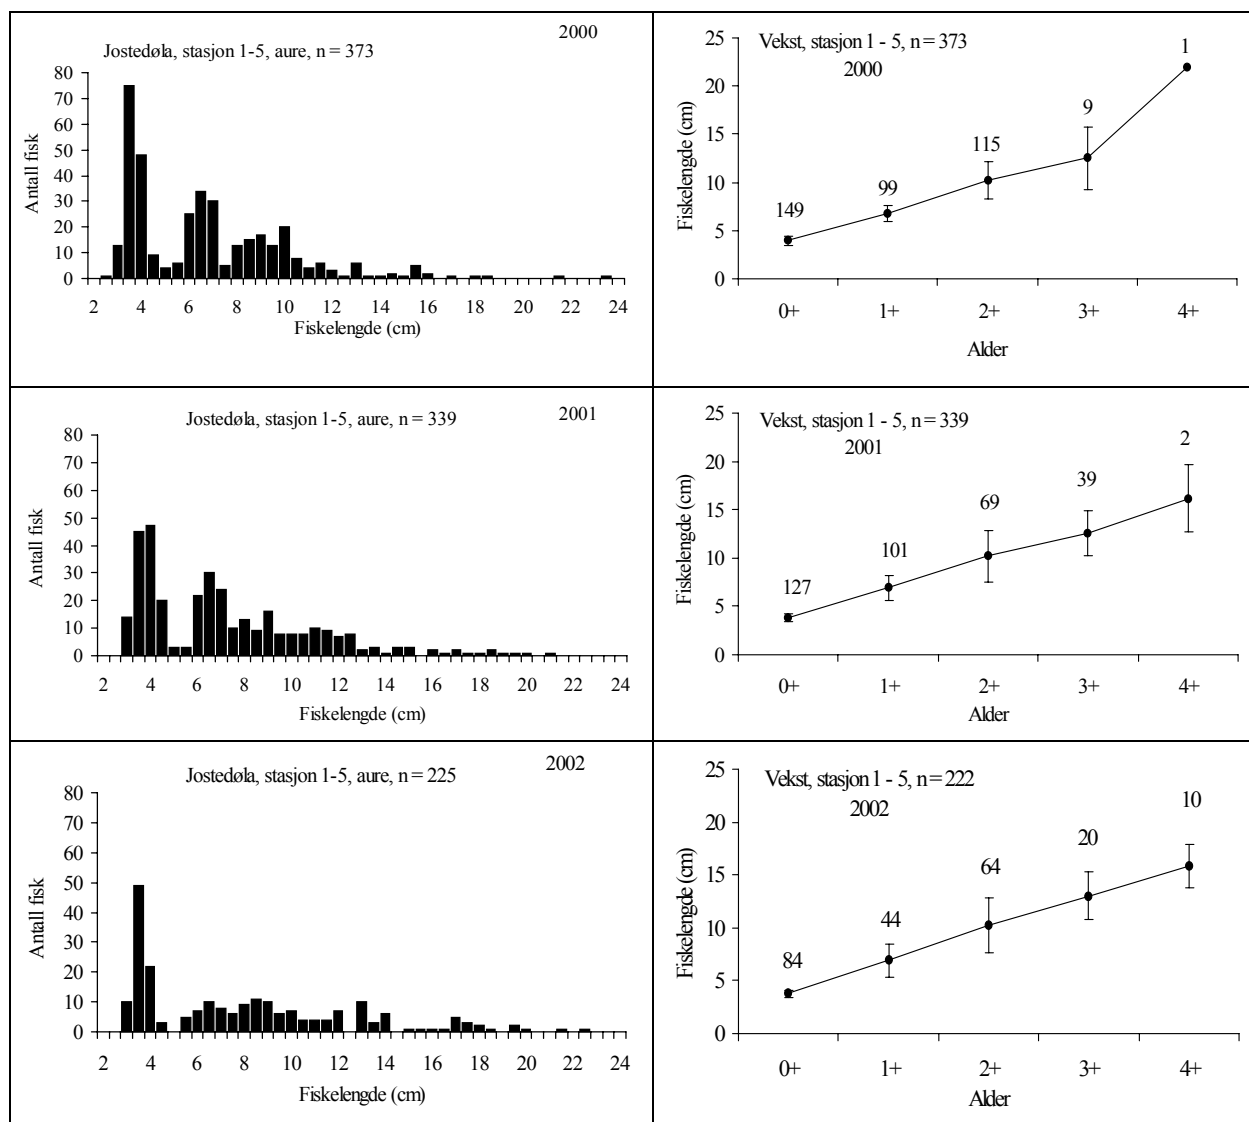 Jostedøla, stasjon 1-5, aure, n = 373
2000
80
70
60
50
40
30
20
10
0
Antall fisk
2 4 6 8 10 12 14 16 18 20 22 24
Fiskelengde (cm)
Vekst, stasjon 1 - 5, n = 373
2000
25
20
15
10
5
0
Fiskelengde (cm)
149 99 115 9 1
0+ 1+ 2+ 3+ 4+
Alder
Jostedøla, stasjon 1-5, aure, n = 339
2001
80
70
60
50
40
30
20
10
0
Antall fisk
2 4 6 8 10 12 14 16 18 20 22 24
Fiskelengde (cm)
Vekst, stasjon 1 - 5, n = 339
2001
25
20
15
10
5
0
Fiskelengde (cm)
127 101 69 39 2
0+ 1+ 2+ 3+ 4+
Alder
Jostedøla, stasjon 1-5, aure, n = 225
2002
80
70
60
50
40
30
20
10
0
Antall fisk
2 4 6 8 10 12 14 16 18 20 22 24
Fiskelengde (cm)
Vekst, stasjon 1 - 5, n = 222
2002
25
20
15
10
5
0
Fiskelengde (cm)
84 44 64 20 10
0+ 1+ 2+ 3+ 4+
Alder